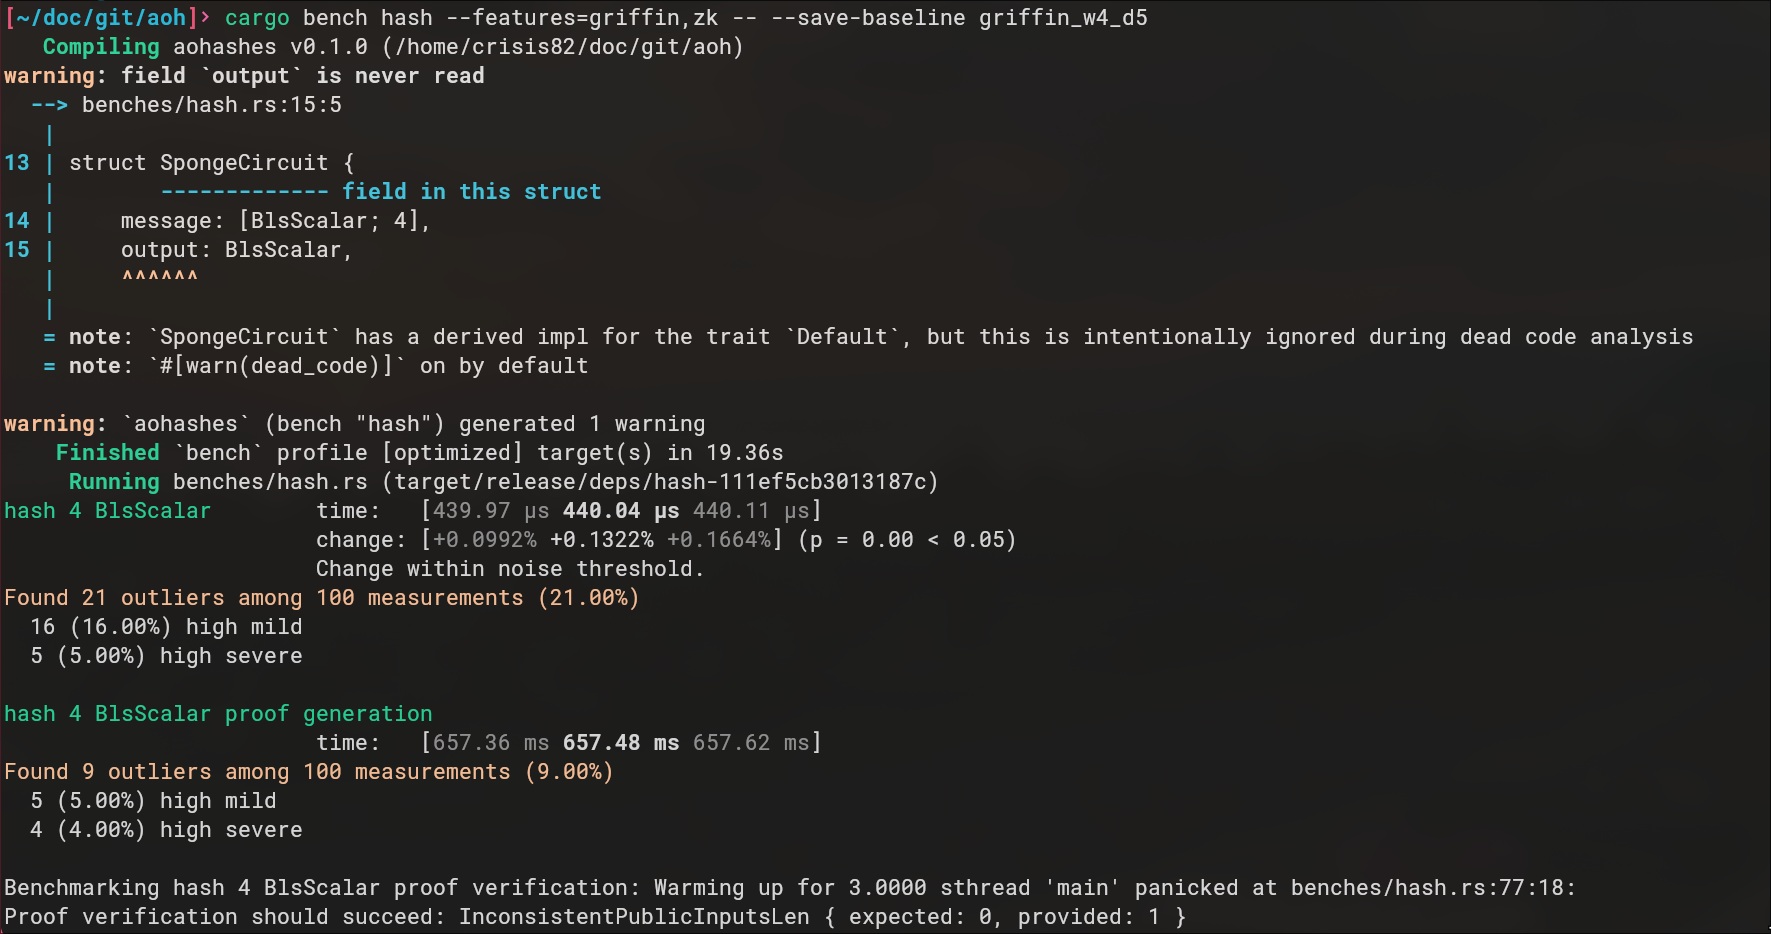 [~/doc/git/aoh]› cargo bench hash --features=griffin,zk -- --save-baseline griffin_w4_d5
   Compiling aohashes v0.1.0 (/home/crisis82/doc/git/aoh)
warning: field `output` is never read
  --> benches/hash.rs:15:5
   |
13 | struct SpongeCircuit {
   |        ------------- field in this struct
14 |     message: [BlsScalar; 4],
15 |     output: BlsScalar,
   |     ^^^^^^
   |
   = note: `SpongeCircuit` has a derived impl for the trait `Default`, but this is intentionally ignored during dead code analysis
   = note: `#[warn(dead_code)]` on by default

warning: `aohashes` (bench "hash") generated 1 warning
    Finished `bench` profile [optimized] target(s) in 19.36s
     Running benches/hash.rs (target/release/deps/hash-111ef5cb3013187c)
hash 4 BlsScalar        time:   [439.97 µs 440.04 µs 440.11 µs]
                        change: [+0.0992% +0.1322% +0.1664%] (p = 0.00 < 0.05)
                        Change within noise threshold.
Found 21 outliers among 100 measurements (21.00%)
  16 (16.00%) high mild
  5 (5.00%) high severe

hash 4 BlsScalar proof generation
                        time:   [657.36 ms 657.48 ms 657.62 ms]
Found 9 outliers among 100 measurements (9.00%)
  5 (5.00%) high mild
  4 (4.00%) high severe

Benchmarking hash 4 BlsScalar proof verification: Warming up for 3.0000 sthread 'main' panicked at benches/hash.rs:77:18:
Proof verification should succeed: InconsistentPublicInputsLen { expected: 0, provided: 1 }